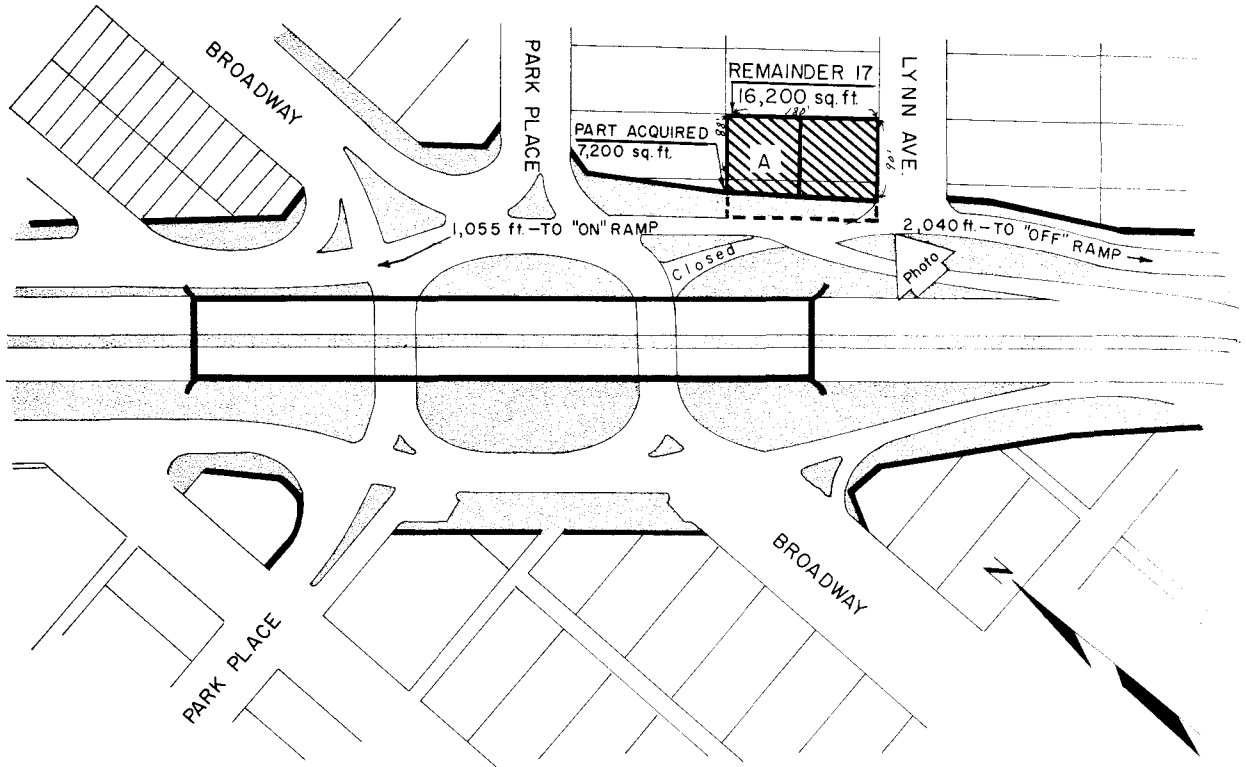 BROADWAY
PARK PLACE
LYNN AVE.
REMAINDER 17
16,200 sq. ft.
180'
88'
PART ACQUIRED
7,200 sq. ft.
A
1,055 ft.-TO "ON" RAMP
2,040 ft.-TO "OFF" RAMP
Closed
Photo
BROADWAY
PARK PLACE
N